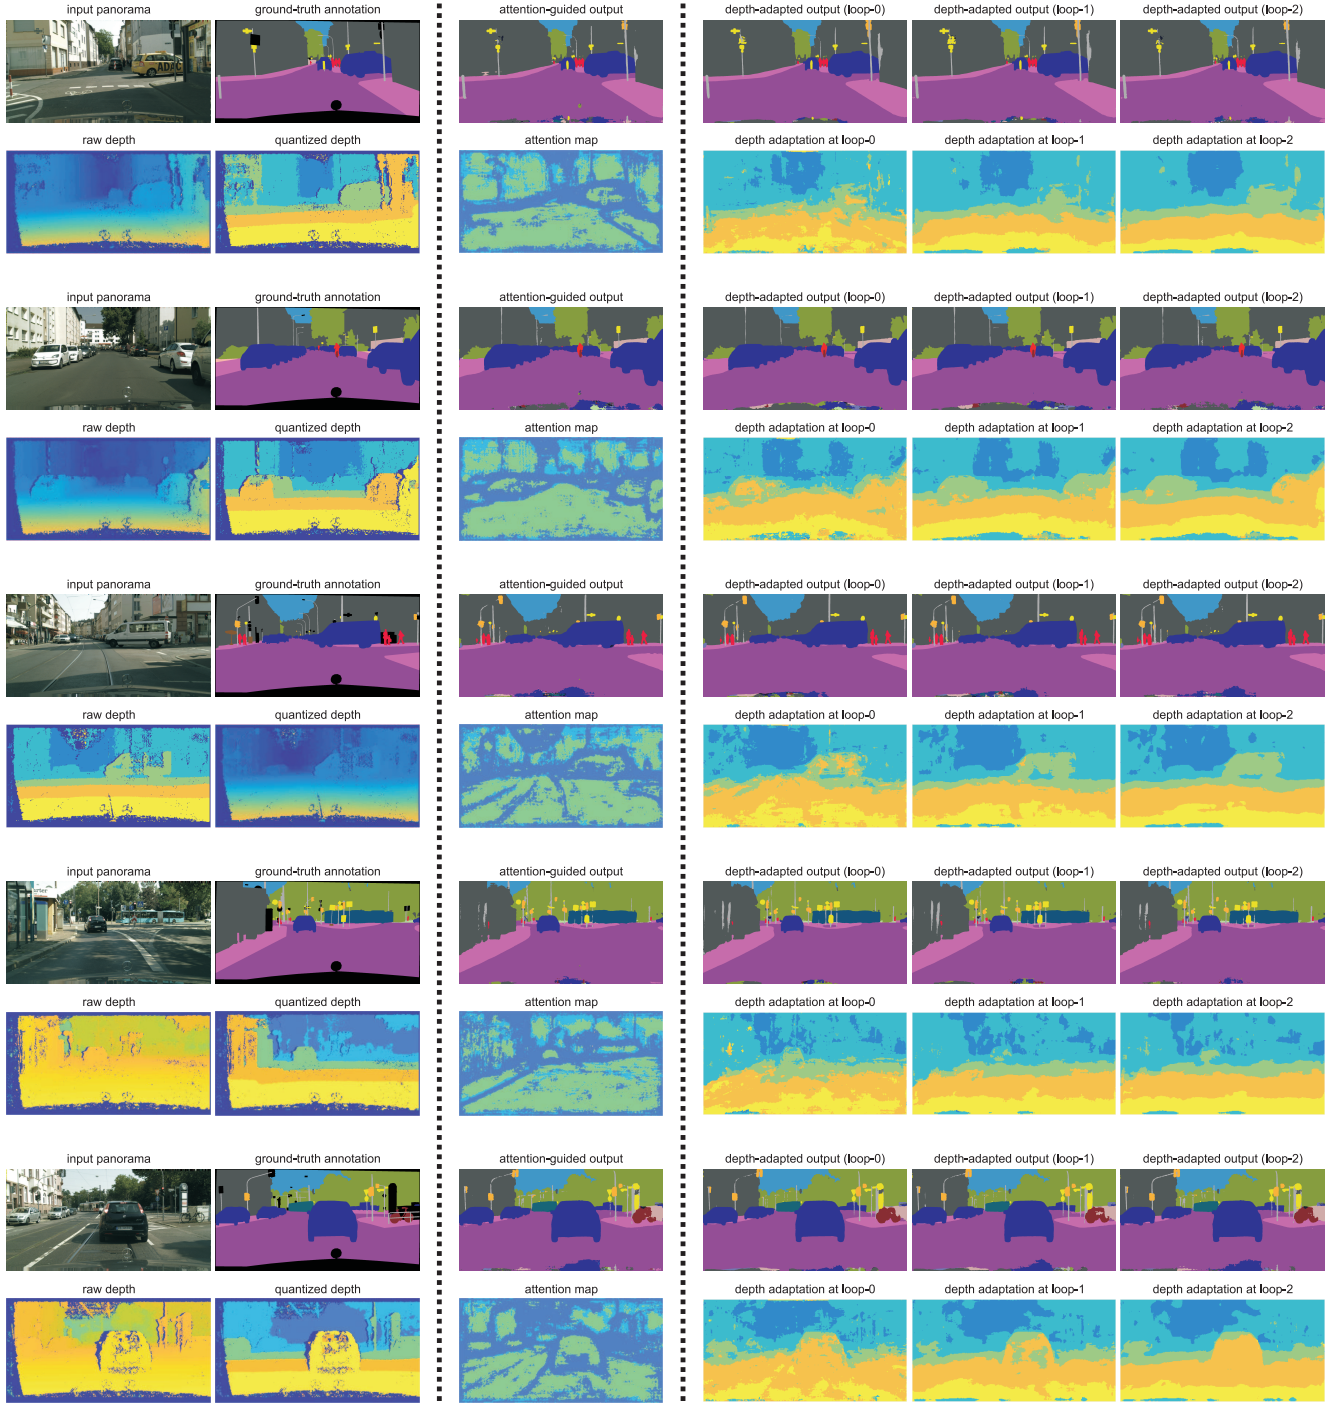 input panorama ground-truth annotation attention-guided output depth-adapted output (loop-0) depth-adapted output (loop-1) depth-adapted output (loop-2)
ADAC
raw depth quantized depth attention map depth adaptation at loop-0 depth adaptation at loop-1 depth adaptation at loop-2
input panorama ground-truth annotation attention-guided output depth-adapted output (loop-0) depth-adapted output (loop-1) depth-adapted output (loop-2)
raw depth quantized depth attention map depth adaptation at loop-0 depth adaptation at loop-1 depth adaptation at loop-2
input panorama ground-truth annotation attention-guided output depth-adapted output (loop-0) depth-adapted output (loop-1) depth-adapted output (loop-2)
raw depth quantized depth attention map depth adaptation at loop-0 depth adaptation at loop-1 depth adaptation at loop-2
input panorama ground-truth annotation attention-guided output depth-adapted output (loop-0) depth-adapted output (loop-1) depth-adapted output (loop-2)
raw depth quantized depth attention map depth adaptation at loop-0 depth adaptation at loop-1 depth adaptation at loop-2
input panorama ground-truth annotation attention-guided output depth-adapted output (loop-0) depth-adapted output (loop-1) depth-adapted output (loop-2)
raw depth quantized depth attention map depth adaptation at loop-0 depth adaptation at loop-1 depth adaptation at loop-2